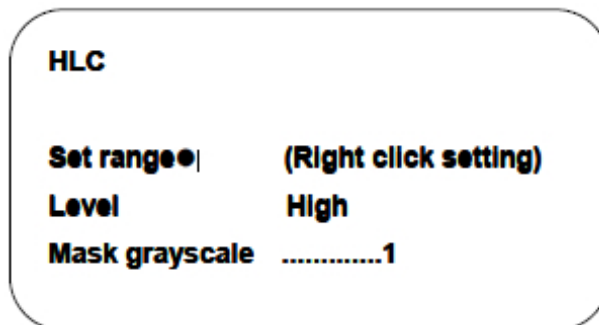 HLC
Set range●| (Right click setting)
Level High
Mask grayscale .............1